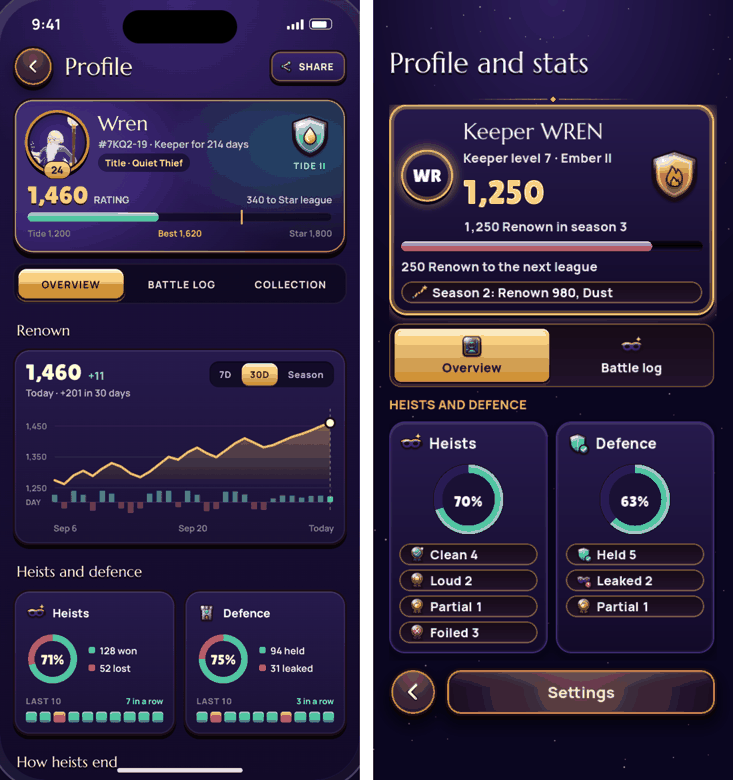 9:41
Profile
SHARE
Wren
#7KQ2-19 · Keeper for 214 days
Title · Quiet Thief
24
TIDE II
1,460 RATING
340 to Star league
Tide 1,200
Best 1,620
Star 1,800
OVERVIEW
BATTLE LOG
COLLECTION
Renown
1,460 +11
7D
30D
Season
Today · +201 in 30 days
1,450
1,350
1,250
DAY
Sep 6
Sep 20
Today
Heists and defence
Heists
71%
128 won
52 lost
LAST 10
7 in a row
Defence
75%
94 held
31 leaked
LAST 10
3 in a row
How heists end
Profile and stats
Keeper WREN
WR
Keeper level 7 · Ember II
1,250
1,250 Renown in season 3
250 Renown to the next league
Season 2: Renown 980, Dust
Overview
Battle log
HEISTS AND DEFENCE
Heists
70%
Clean 4
Loud 2
Partial 1
Foiled 3
Defence
63%
Held 5
Leaked 2
Partial 1
Settings